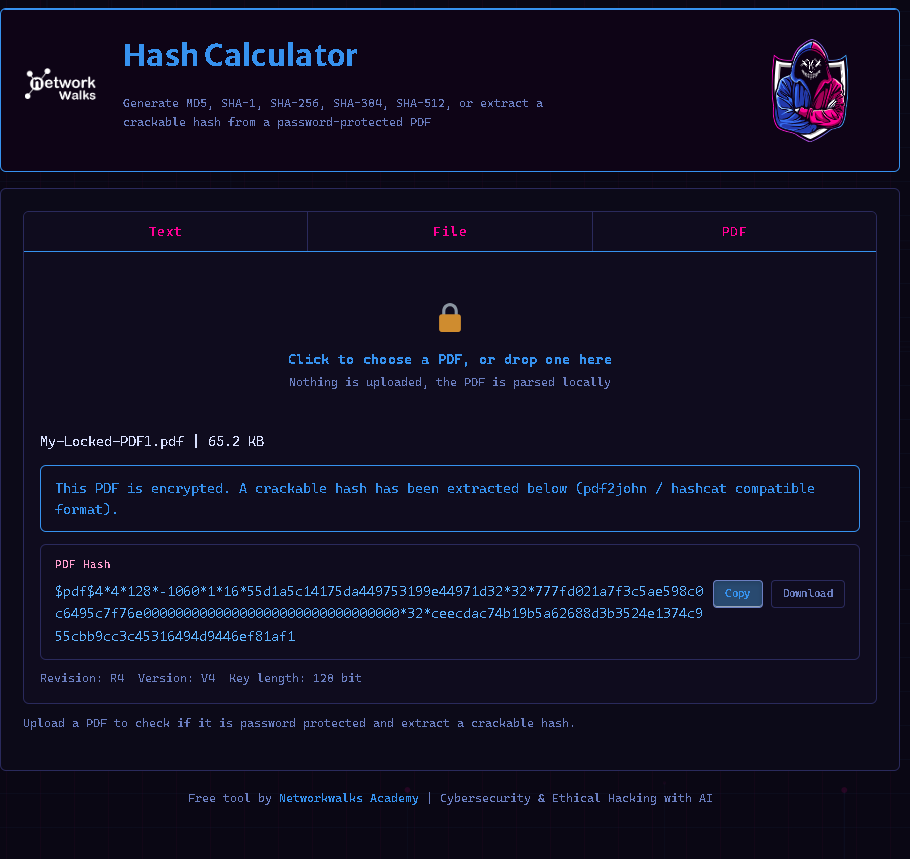 network
Walks
Hash Calculator
Generate MD5, SHA-1, SHA-256, SHA-384, SHA-512, or extract a
crackable hash from a password-protected PDF
Text
File
PDF
Click to choose a PDF, or drop one here
Nothing is uploaded, the PDF is parsed locally
My-Locked-PDF1.pdf | 65.2 KB
This PDF is encrypted. A crackable hash has been extracted below (pdf2john / hashcat compatible
format).
PDF Hash
$pdf$4*4*128*-1060*1*16*55d1a5c14175da449753199e44971d32*32*777fd021a7f3c5ae598c0
c6495c7f76e00000000000000000000000000000000*32*ceecdac74b19b5a62688d3b3524e1374c9
55cbb9cc3c45316494d9446ef81af1
Copy
Download
Revision: R4 Version: V4 Key length: 128 bit
Upload a PDF to check if it is password protected and extract a crackable hash.
Free tool by Networkwalks Academy | Cybersecurity & Ethical Hacking with AI